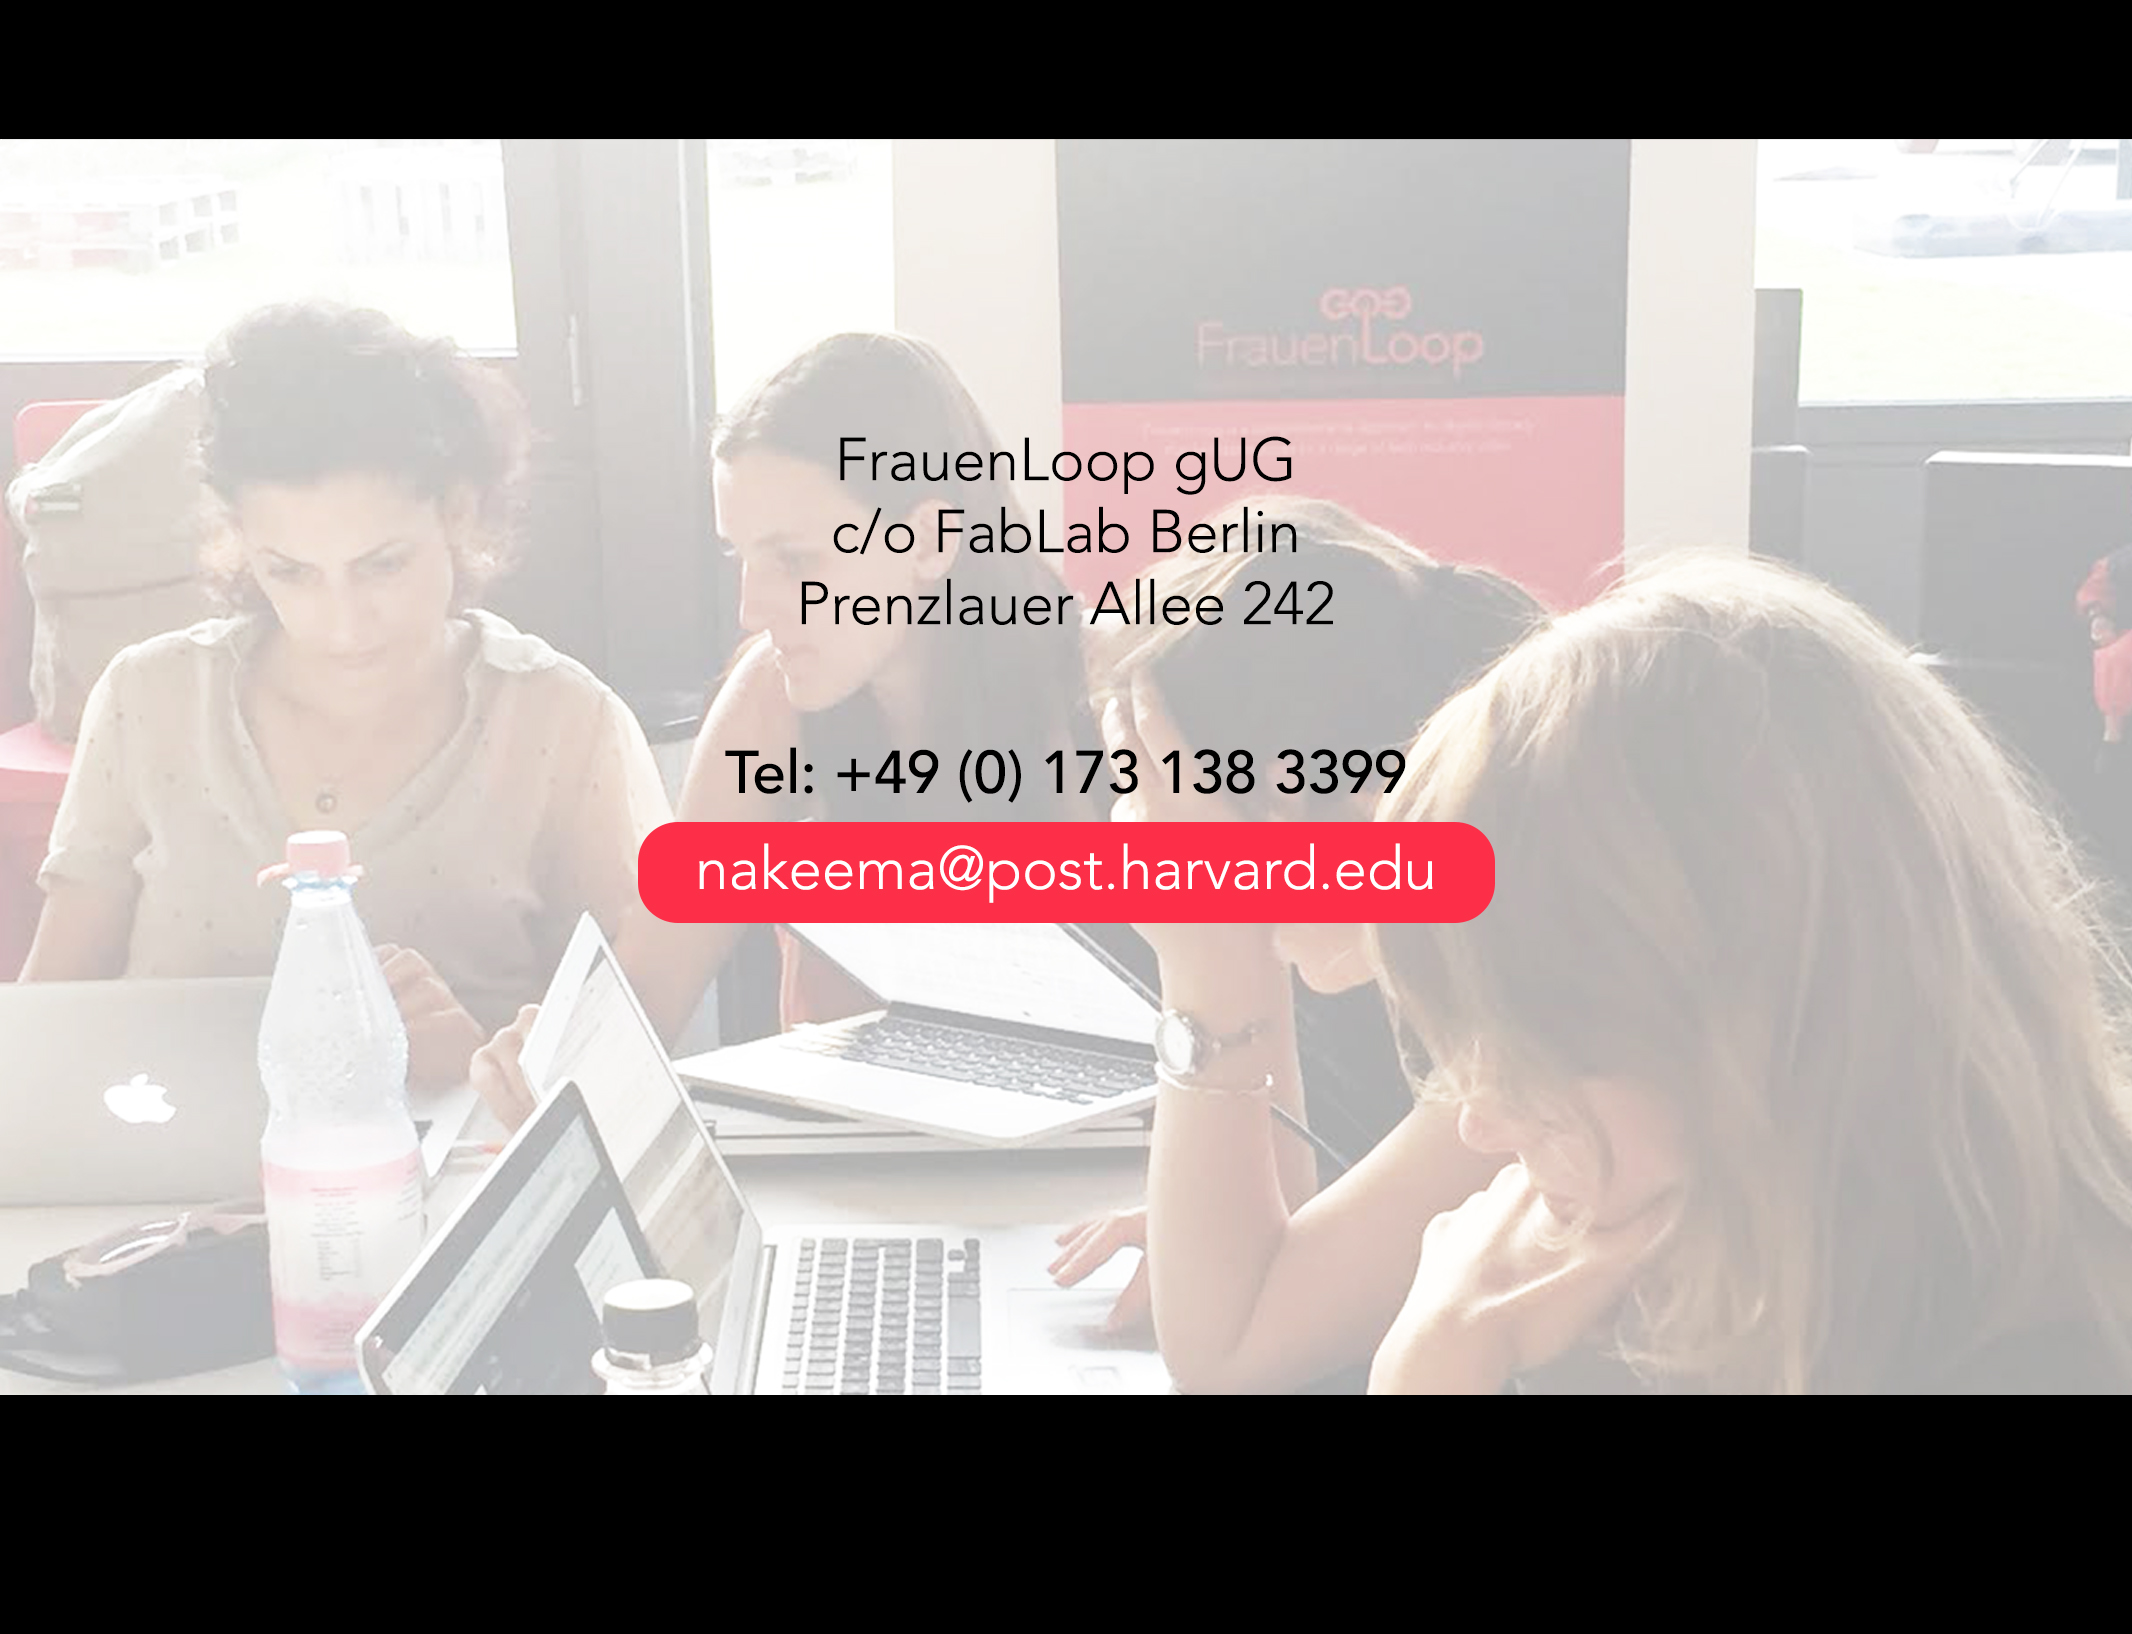 FrauenLoop
FrauenLoop gUG
c/o FabLab Berlin
Prenzlauer Allee 242
Tel: +49 (0) 173 138 3399
nakeema@post.harvard.edu